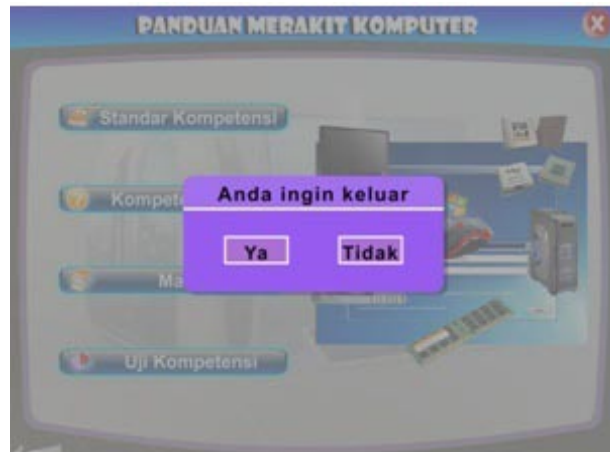 PANDUAN MERAKIT KOMPUTER
Standar Kompetensi
Anda ingin keluar
Ya
Tidak
Uji Kompetensi